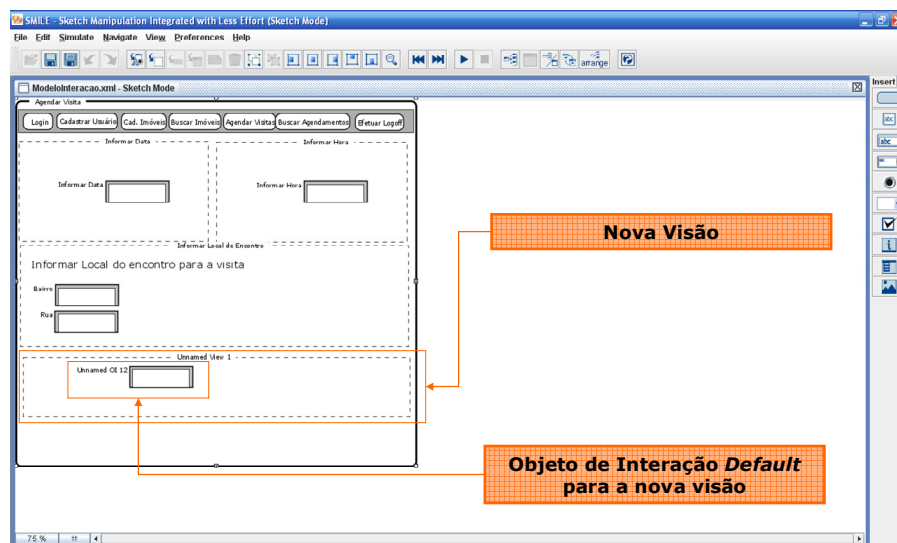 SMILE - Sketch Manipulation Integrated with Less Effort (Sketch Mode)
File Edit Simulate Navigate View Preferences Help
arrange
ModeloInteracao.xml - Sketch Mode
Insert
Agendar Visita
Login Cadastrar Usuário Cad. Imóveis Buscar Imóveis Agendar Visitas Buscar Agendamentos Efetuar Logoff
Informar Data Informar Hora
Informar Data Informar Hora
Informar Local de Encontro
Informar Local do encontro para a visita
Bairro
Rua
Unnamed View 1
Unnamed OI 12
Nova Visão
Objeto de Interação Default
para a nova visão
75 %